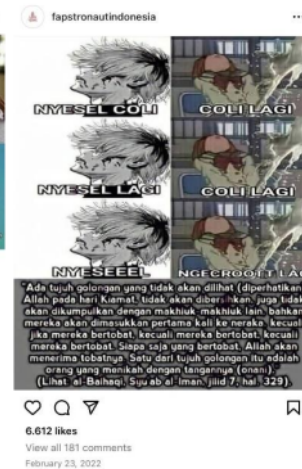 fapstronautindonesia
NYESEL COLI
COLI LAGI
NYESEL LAGI
COLI LAGI
NYESEEEL
NGECROOTT LA
"Ada tujuh golongan yang tidak akan dilihat (diperhatikan
Allah pada hari Kiamat, tidak akan dibersihkan, juga tidak
akan dikumpulkan dengan makhluk-makhluk lain, bahkan
mereka akan dimasukkan pertama kali ke neraka, kecuali
jika mereka bertobat, kecuali mereka bertobat, kecuali
mereka bertobat. Siapa saja yang bertobat, Allah akan
menerima tobatnya. Satu dari tujuh golongan itu adalah
orang yang menikah dengan tangannya (onani).
(Lihat: al-Baihaqi, Syu'ab al-Iman, jilid 7, hal. 329).
6.612 likes
View all 181 comments
February 23, 2022